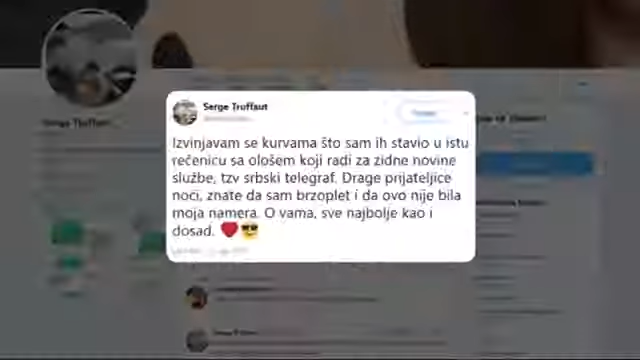 Serge Truffaut
Izvinjavam se kurvama što sam ih stavio u istu
rečenicu sa ološem koji radi za zidne novine
službe, tzv srbski telegraf. Drage prijateljice
noći, znate da sam brzoplet i da ovo nije bila
moja namera. O vama, sve najbolje kao i
dosad. ❤️😎